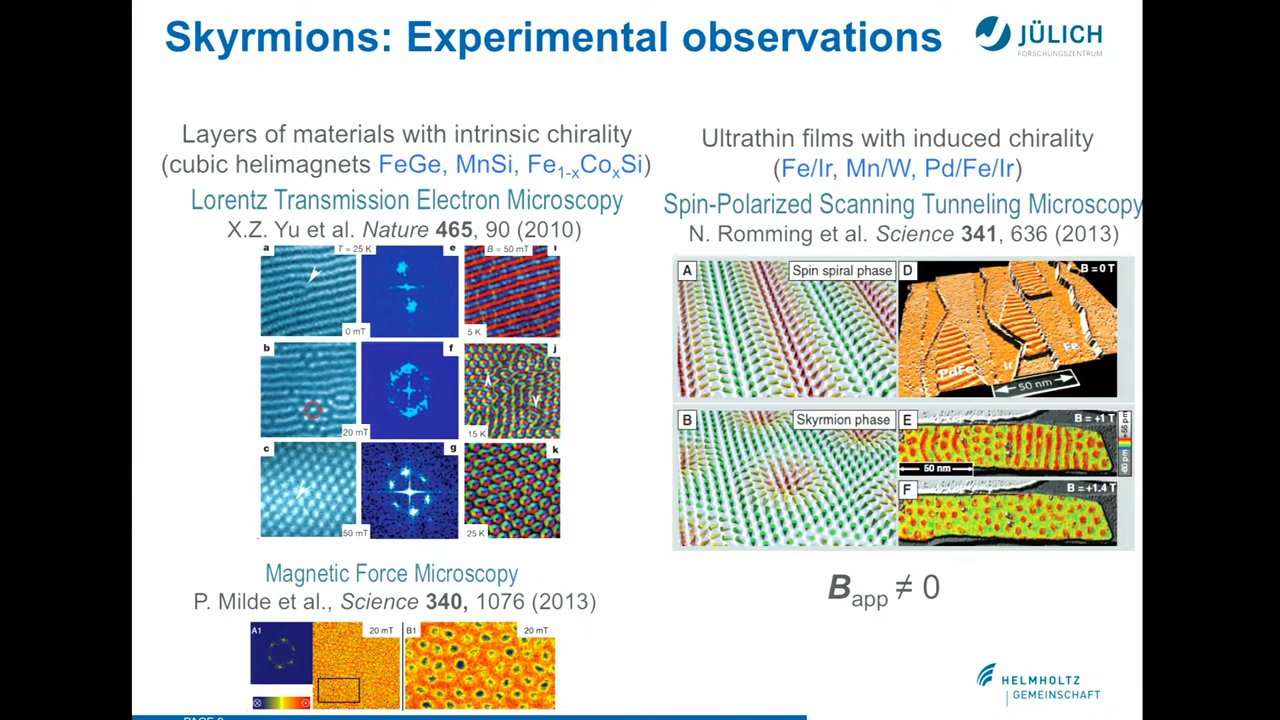 Skyrmions: Experimental observations
JÜLICH
FORSCHUNGSZENTRUM
Layers of materials with intrinsic chirality
(cubic helimagnets FeGe, MnSi, Fe1-xCoxSi)
Lorentz Transmission Electron Microscopy
X.Z. Yu et al. Nature 465, 90 (2010)
a T = 25 K e B = 50 mT i
0 mT 5 K
b f j
20 mT 15 K
c g k
50 mT 25 K
Magnetic Force Microscopy
P. Milde et al., Science 340, 1076 (2013)
A1 20 mT B1 20 mT
Ultrathin films with induced chirality
(Fe/Ir, Mn/W, Pd/Fe/Ir)
Spin-Polarized Scanning Tunneling Microscopy
N. Romming et al. Science 341, 636 (2013)
A Spin spiral phase D B = 0 T
PdFe Ir Fe
50 nm
B Skyrmion phase E B = +1 T
50 nm
F B = +1.4 T
Bapp ≠ 0
HELMHOLTZ
GEMEINSCHAFT